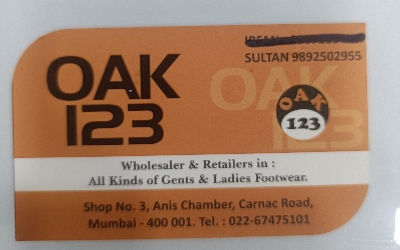 SULTAN 9892502955
OAK
123
OAK
123
Wholesaler & Retailers in :
All Kinds of Gents & Ladies Footwear.
Shop No. 3, Anis Chamber, Carnac Road,
Mumbai - 400 001. Tel. : 022-67475101